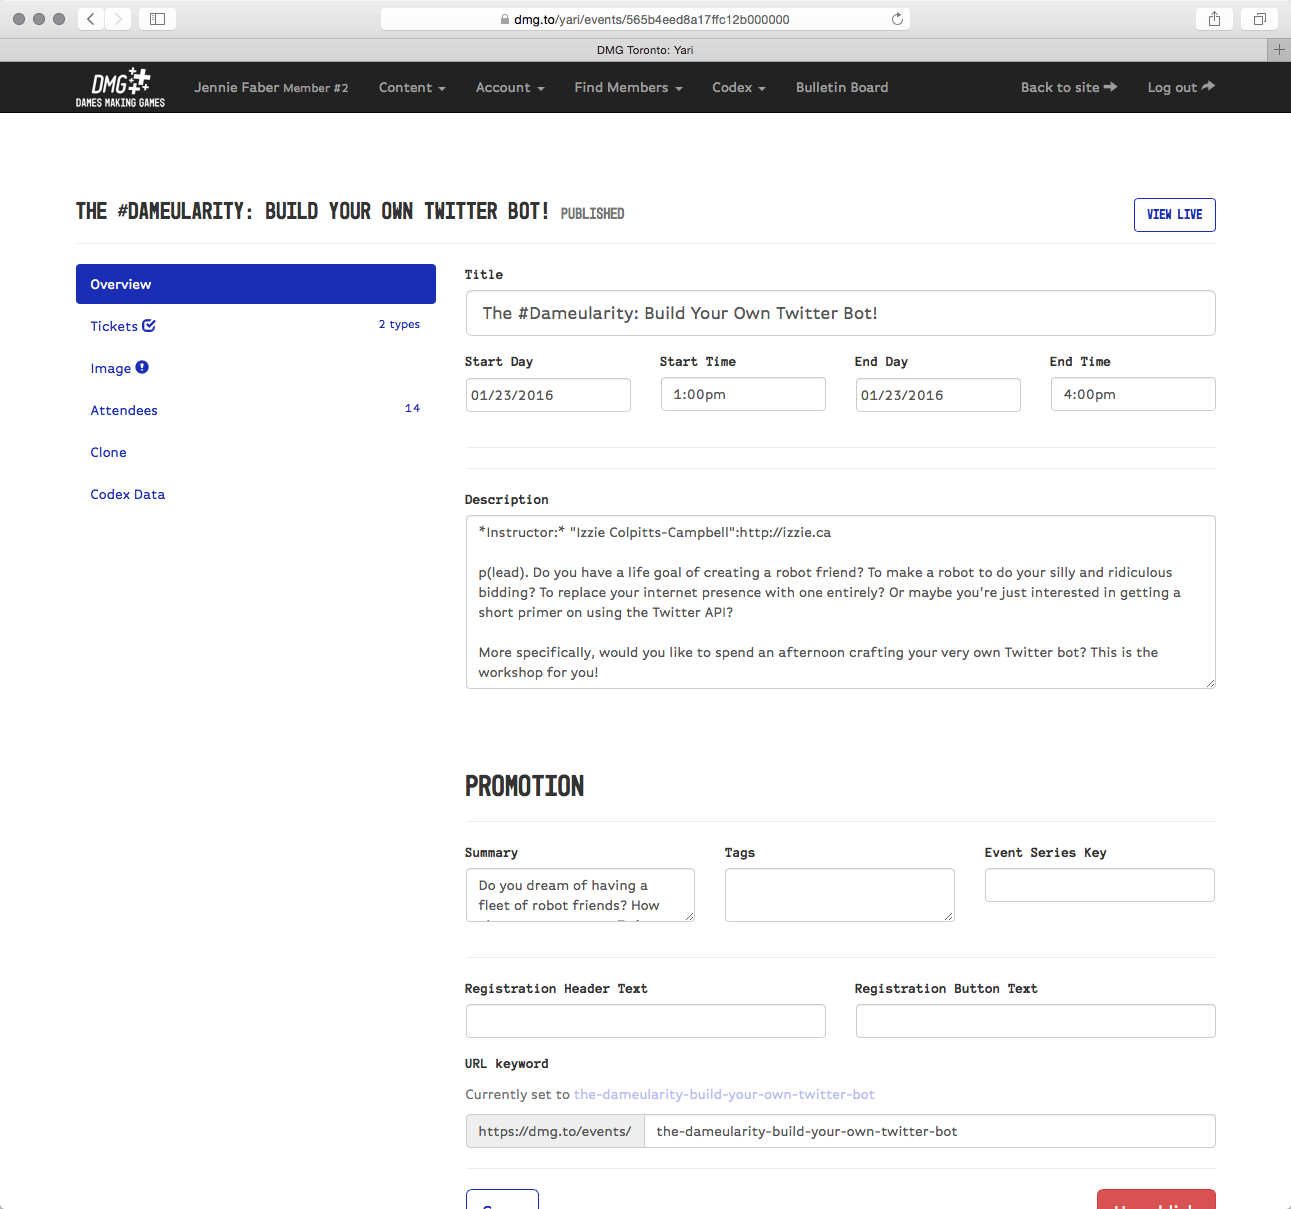 dmg.to/yari/events/565b4eed8a17ffc12b000000
DMG Toronto: Yari
DMG
DAMES MAKING GAMES
Jennie Faber Member #2
Content
Account
Find Members
Codex
Bulletin Board
Back to site
Log out
THE #DAMEULARITY: BUILD YOUR OWN TWITTER BOT! PUBLISHED
VIEW LIVE
Overview
Tickets
2 types
Image
Attendees
14
Clone
Codex Data
Title
The #Dameularity: Build Your Own Twitter Bot!
Start Day
Start Time
End Day
End Time
01/23/2016
1:00pm
01/23/2016
4:00pm
Description
*Instructor:* "Izzie Colpitts-Campbell":http://izzie.ca
p(lead). Do you have a life goal of creating a robot friend? To make a robot to do your silly and ridiculous
bidding? To replace your internet presence with one entirely? Or maybe you’re just interested in getting a
short primer on using the Twitter API?
More specifically, would you like to spend an afternoon crafting your very own Twitter bot? This is the
workshop for you!
PROMOTION
Summary
Tags
Event Series Key
Do you dream of having a
fleet of robot friends? How
Registration Header Text
Registration Button Text
URL keyword
Currently set to the-dameularity-build-your-own-twitter-bot
https://dmg.to/events/
the-dameularity-build-your-own-twitter-bot